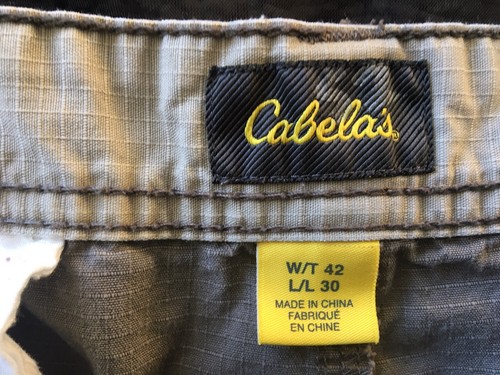 Cabela's
W/T 42
L/L 30
MADE IN CHINA
FABRIQUÉ
EN CHINE